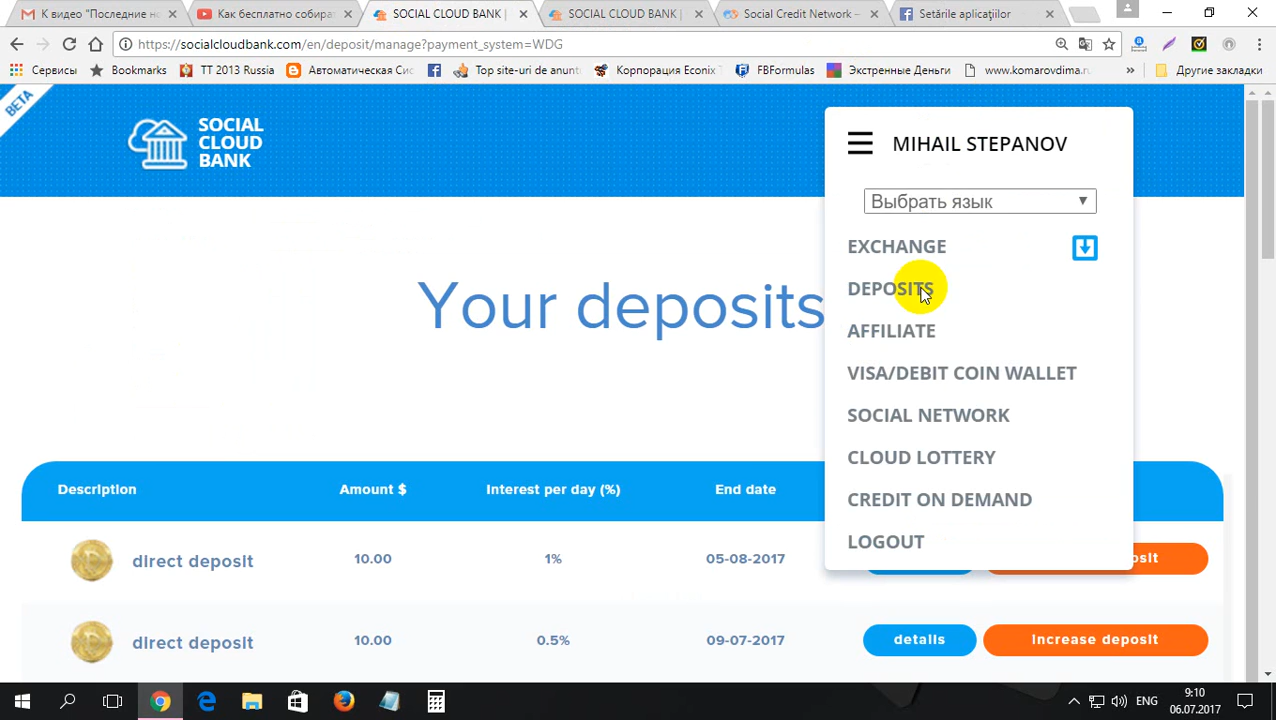 К видео "Последние н
Как бесплатно собира
SOCIAL CLOUD BANK |
SOCIAL CLOUD BANK |
Social Credit Network –
Setările aplicaţiilor
https://socialcloudbank.com/en/deposit/manage?payment_system=WDG
Сервисы
Bookmarks
TT 2013 Russia
Автоматическая Сис
Top site-uri de anunt
Корпорация Econix
FBFormulas
Экстренные Деньги
www.komarovdima.r
»
Другие закладки
BETA
SOCIAL
CLOUD
BANK
MIHAIL STEPANOV
Выбрать язык
EXCHANGE
DEPOSITS
AFFILIATE
VISA/DEBIT COIN WALLET
SOCIAL NETWORK
CLOUD LOTTERY
CREDIT ON DEMAND
LOGOUT
Your deposits
Description Amount $ Interest per day (%) End date
direct deposit 10.00 1% 05-08-2017
direct deposit 10.00 0.5% 09-07-2017 details Increase deposit
ENG
9:10
06.07.2017